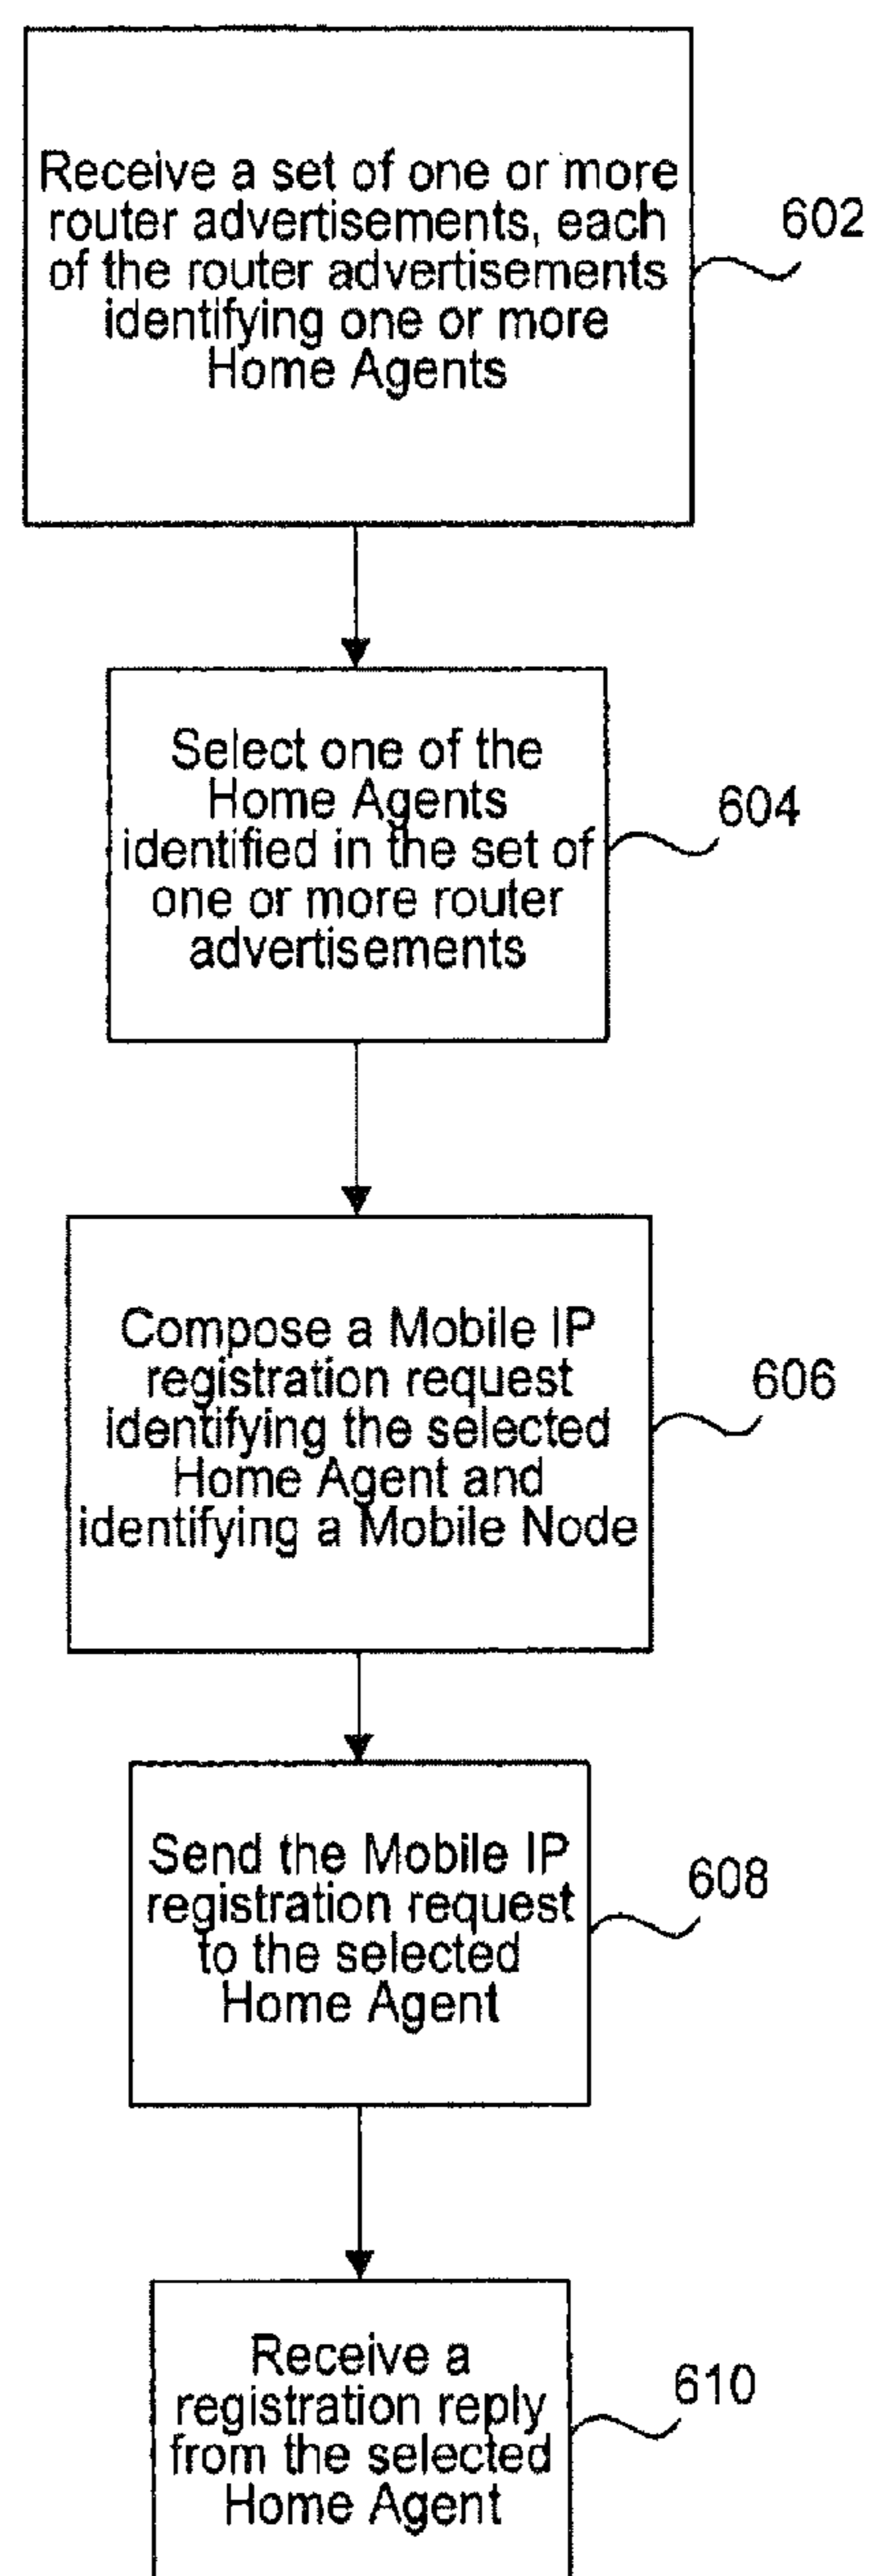 Receive a set of one or more
router advertisements, each
of the router advertisements
identifying one or more
Home Agents
602
Select one of the
Home Agents
identified in the set of
one or more router
advertisements
604
Compose a Mobile IP
registration request
identifying the selected
Home Agent and
identifying a Mobile Node
606
Send the Mobile IP
registration request
to the selected
Home Agent
608
Receive a
registration reply
from the selected
Home Agent
610